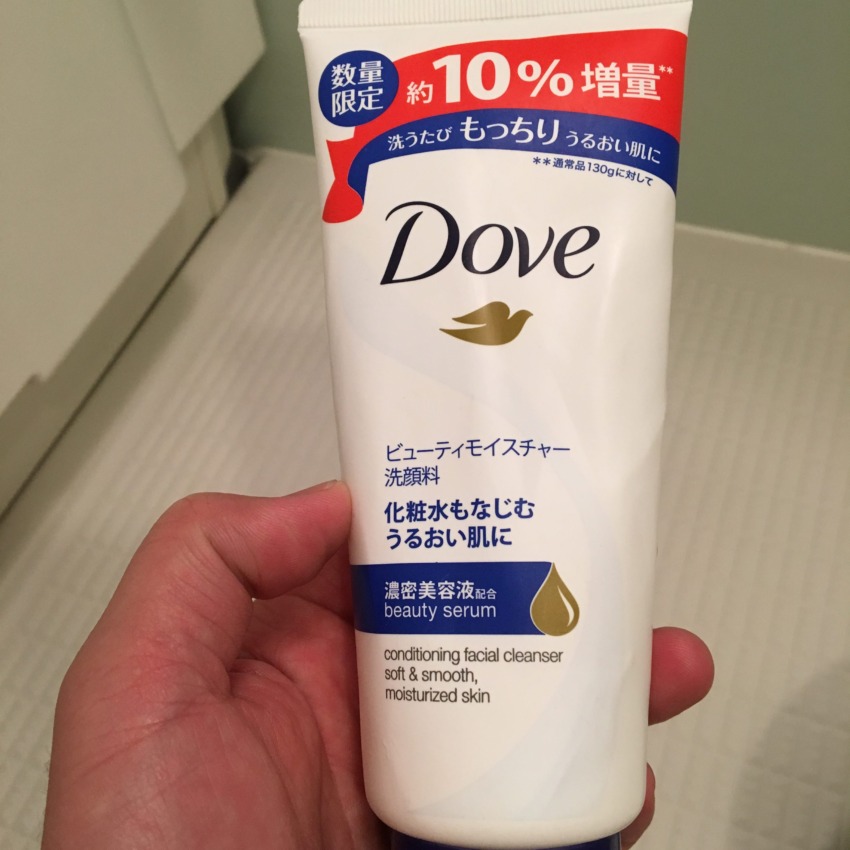 数量
限定
約10%増量**
洗うたび もっちり うるおい肌に
**通常品130gに対して
Dove
ビューティモイスチャー
洗顔料
化粧水もなじむ
うるおい肌に
濃密美容液配合
beauty serum
conditioning facial cleanser
soft & smooth,
moisturized skin